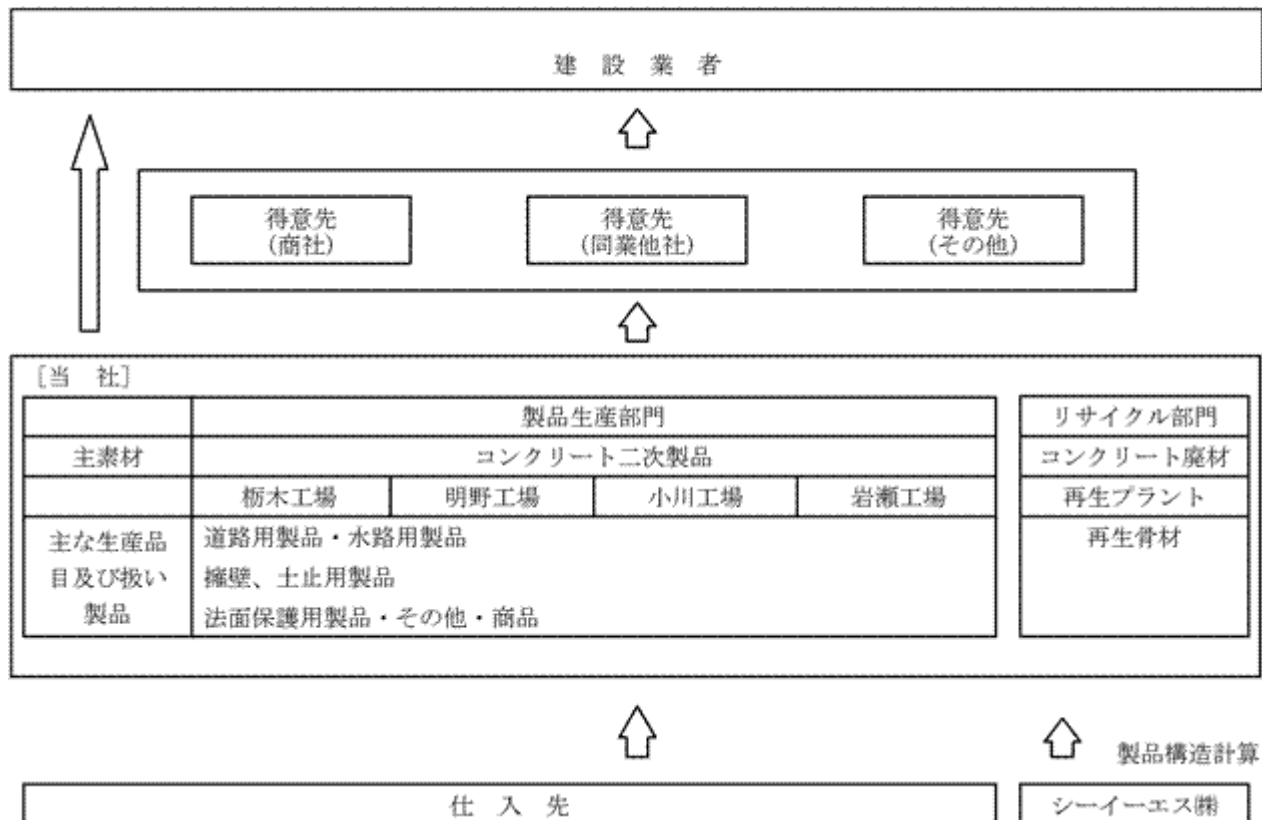 建設業者
得意先
(商社)
得意先
(同業他社)
得意先
(その他)
[当 社]
製品生産部門
リサイクル部門
主素材
コンクリート二次製品
コンクリート廃材
栃木工場
明野工場
小川工場
岩瀬工場
再生プラント
主な生産品
目及び扱い
製品
道路用製品・水路用製品
擁壁、土止用製品
法面保護用製品・その他・商品
再生骨材
製品構造計算
仕入先
シーイーエス㈱